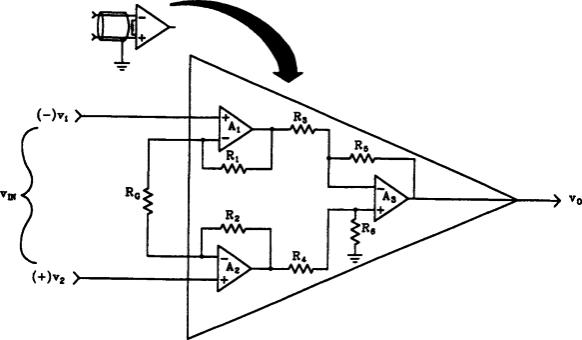 − +
(−)v₁
+ − A₁
R₃
R₁
R₅
R_G
v_IN
− + A₃
v₀
R₂
R₆
− + A₂
R₄
(+)v₂